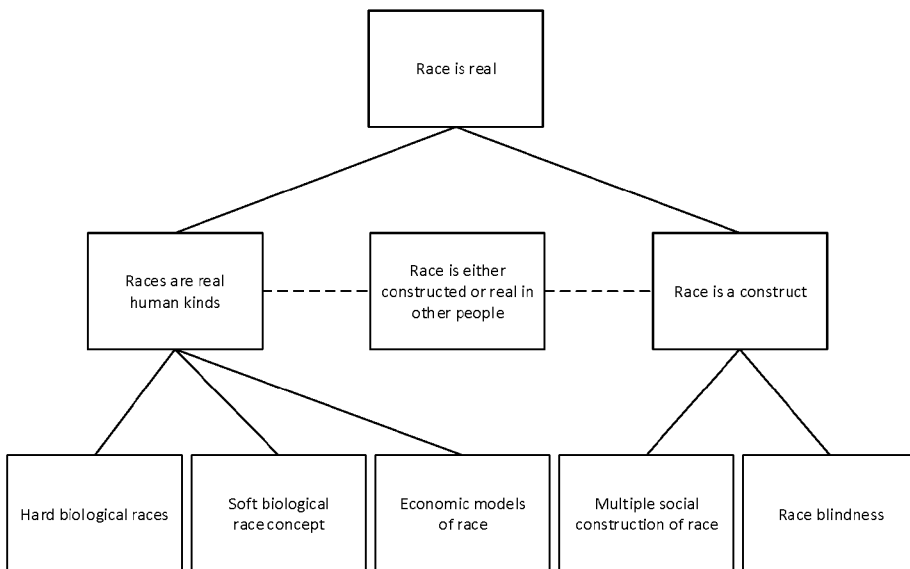 Race is real
Races are real
human kinds
Race is either
constructed or real in
other people
Race is a construct
Hard biological races
Soft biological
race concept
Economic models
of race
Multiple social
construction of race
Race blindness